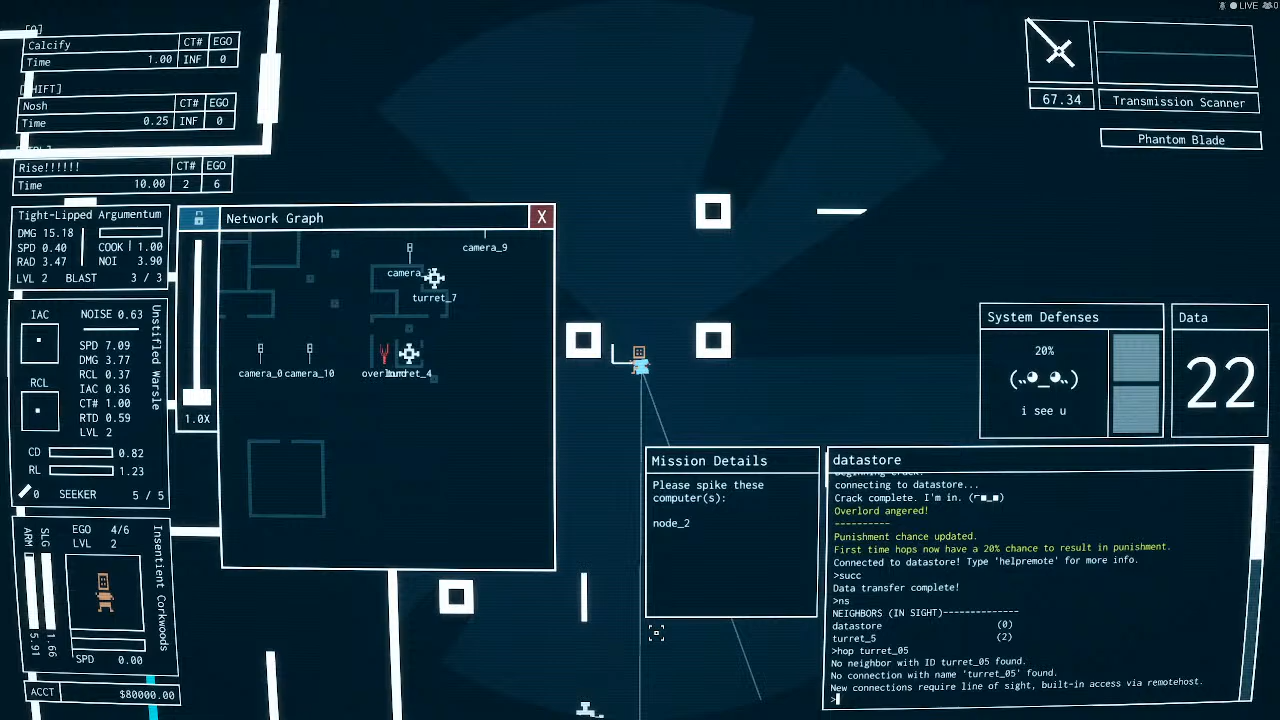 LIVE 0
[Q]
Calcify CT# EGO
Time 1.00 INF 0
Nosh CT# EGO
Time 0.25 INF 0
Rise!!!!!! CT# EGO
Time 10.00 2 6
Tight-Lipped Argumentum
DMG 15.18
SPD 0.40 COOK 1.00
RAD 3.47 NOI 3.90
LVL 2 BLAST 3 / 3
IAC NOISE 0.63
SPD 7.09
DMG 3.77
RCL RCL 0.37
IAC 0.36
CT# 1.00
RTD 0.59
LVL 2
Unstified Warsle
CD 0.82
RL 1.23
0 SEEKER 5 / 5
EGO 4/6
LVL 2
ARM SLG
5.91 1.66
Insentient Corkwoods
SPD 0.00
ACCT $80000.00
Network Graph X
camera_9
turret_7
camera_0 camera_10
turret_4
1.0X
67.34 Transmission Scanner
Phantom Blade
System Defenses
20%
i see u
Data
22
Mission Details
Please spike these
computer(s):
node_2
datastore
connecting to datastore...
Crack complete. I'm in. (⌐■_■)
Overlord angered!
----------
Punishment chance updated.
First time hops now have a 20% chance to result in punishment.
Connected to datastore! Type 'helpremote' for more info.
>succ
Data transfer complete!
>ns
NEIGHBORS (IN SIGHT)--------------
datastore (0)
turret_5 (2)
>hop turret_05
No neighbor with ID turret_05 found.
No connection with name 'turret_05' found.
New connections require line of sight, built-in access via remotehost.
>